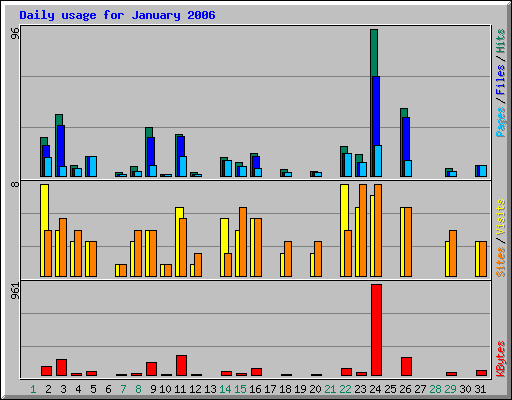 Daily usage for January 2006
96
Pages / Files / Hits
8
Sites / Visits
961
KBytes
1 2 3 4 5 6 7 8 9 10 11 12 13 14 15 16 17 18 19 20 21 22 23 24 25 26 27 28 29 30 31